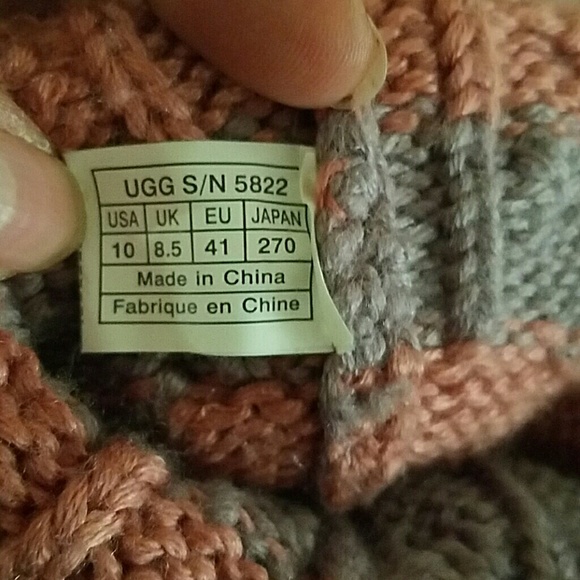 UGG S/N 5822
USA UK EU JAPAN
10 8.5 41 270
Made in China
Fabrique en Chine